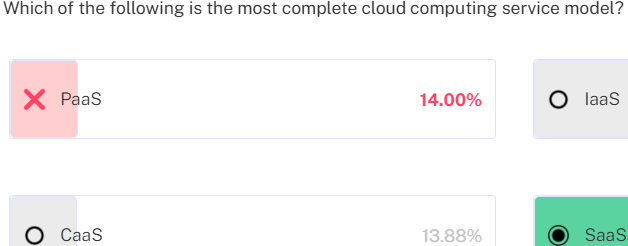 Which of the following is the most complete cloud computing service model?
PaaS 14.00% IaaS
CaaS 13.88% SaaS